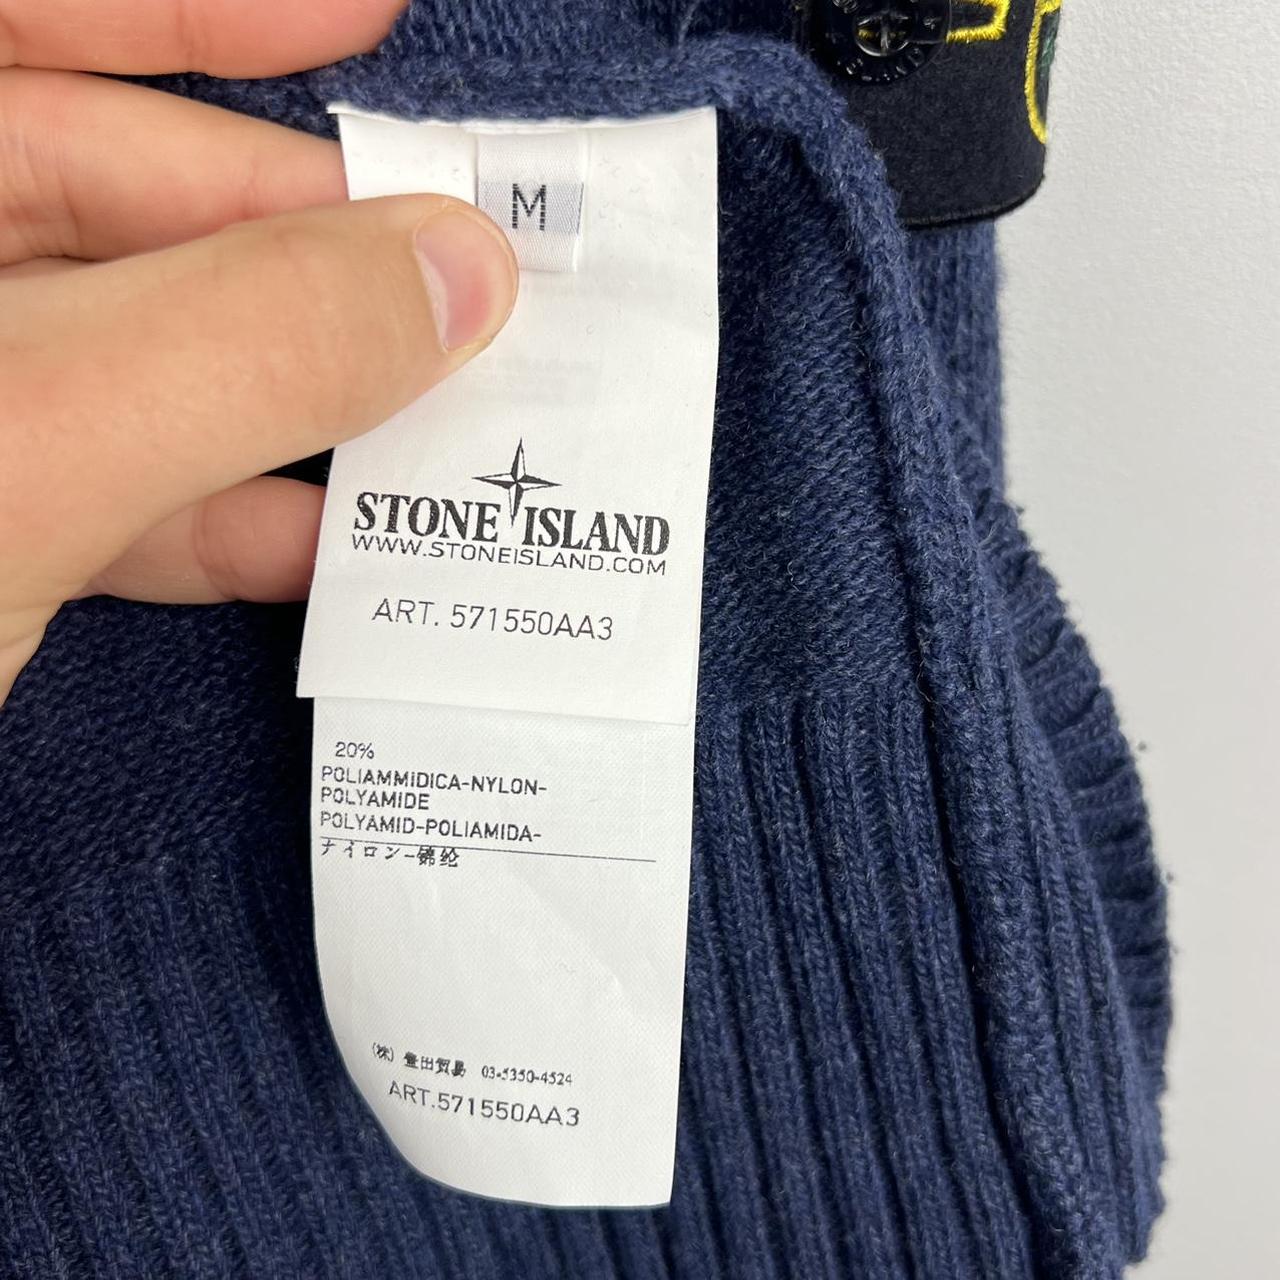 M
STONE ISLAND
WWW.STONEISLAND.COM
ART. 571550AA3
20%
POLIAMMIDICA-NYLON-
POLYAMIDE
POLYAMID-POLIAMIDA-
ナイロン-锦纶
(株) 豊田貿易 03-5350-4524
ART.571550AA3